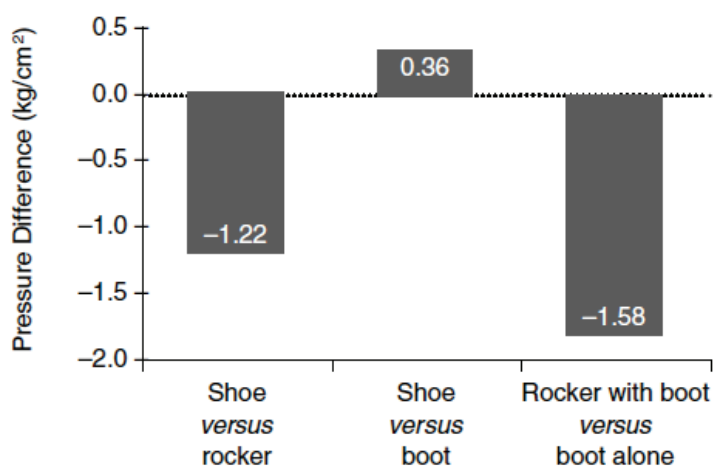 Pressure Difference (kg/cm²)
0.5
0.0
–0.5
–1.0
–1.5
–2.0
–1.22
0.36
–1.58
Shoe
versus
rocker
Shoe
versus
boot
Rocker with boot
versus
boot alone